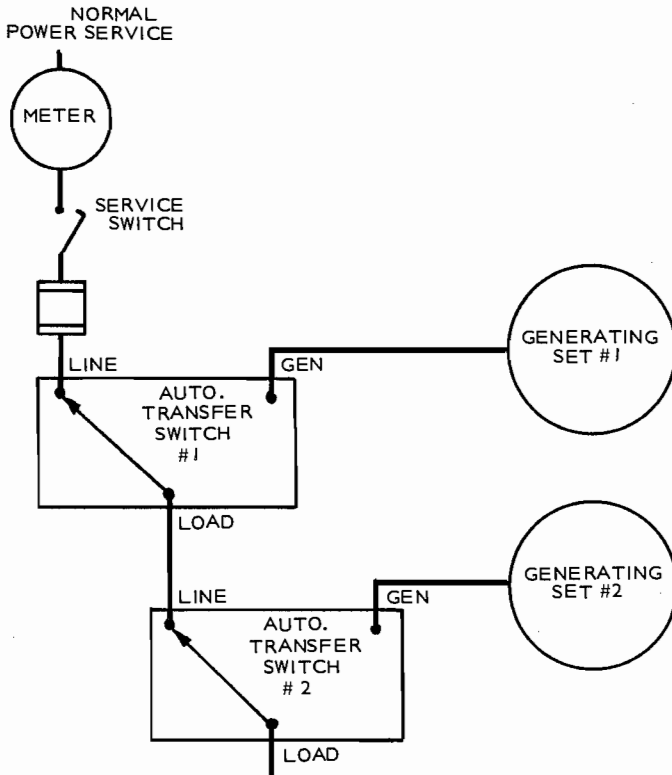 NORMAL
POWER SERVICE
METER
SERVICE
SWITCH
LINE
GEN
GENERATING
SET #1
AUTO.
TRANSFER
SWITCH
#1
LOAD
LINE
GEN
GENERATING
SET #2
AUTO.
TRANSFER
SWITCH
# 2
LOAD